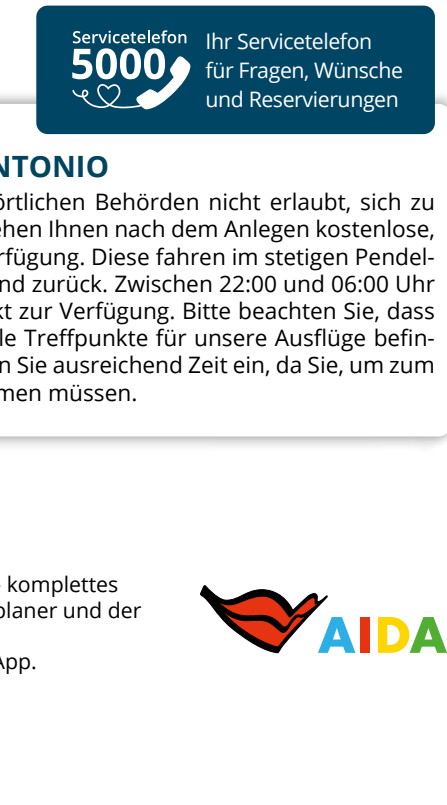 Servicetelefon
5000
Ihr Servicetelefon
für Fragen, Wünsche
und Reservierungen
NTONIO
örtlichen Behörden nicht erlaubt, sich zu
ehen Ihnen nach dem Anlegen kostenlose,
rfügung. Diese fahren im stetigen Pendel-
nd zurück. Zwischen 22:00 und 06:00 Uhr
kt zur Verfügung. Bitte beachten Sie, dass
le Treffpunkte für unsere Ausflüge befin-
n Sie ausreichend Zeit ein, da Sie, um zum
men müssen.
komplettes
planer und der
App.
AIDA